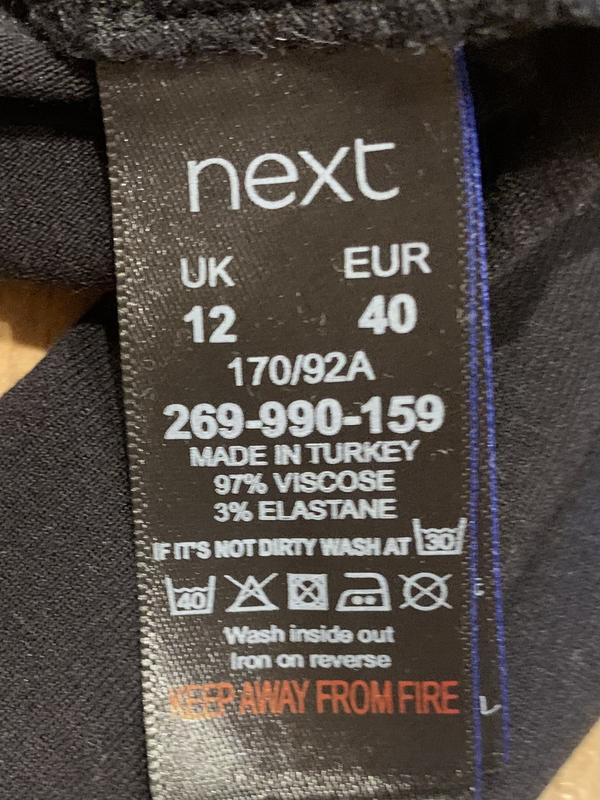 next
UK EUR
12 40
170/92A
269-990-159
MADE IN TURKEY
97% VISCOSE
3% ELASTANE
IF IT'S NOT DIRTY WASH AT 30
40
Wash inside out
Iron on reverse
KEEP AWAY FROM FIRE